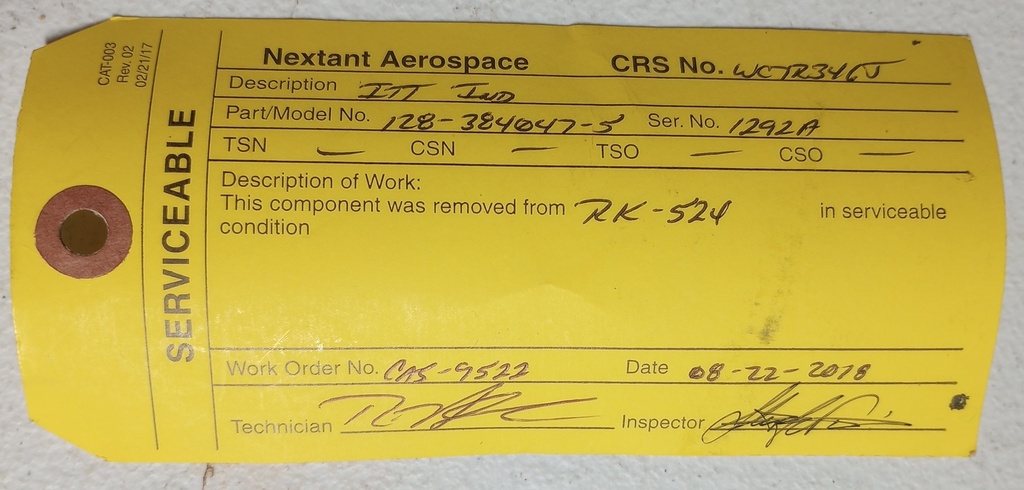 CAT-003
Rev. 02
02/21/17
SERVICEABLE
Nextant Aerospace CRS No. WCTR346J
Description ITT IND
Part/Model No. 128-384047-5 Ser. No. 1292A
TSN — CSN — TSO — CSO —
Description of Work:
This component was removed from RK-524 in serviceable
condition
Work Order No. CAS-9522 Date 08-22-2018
Technician Inspector